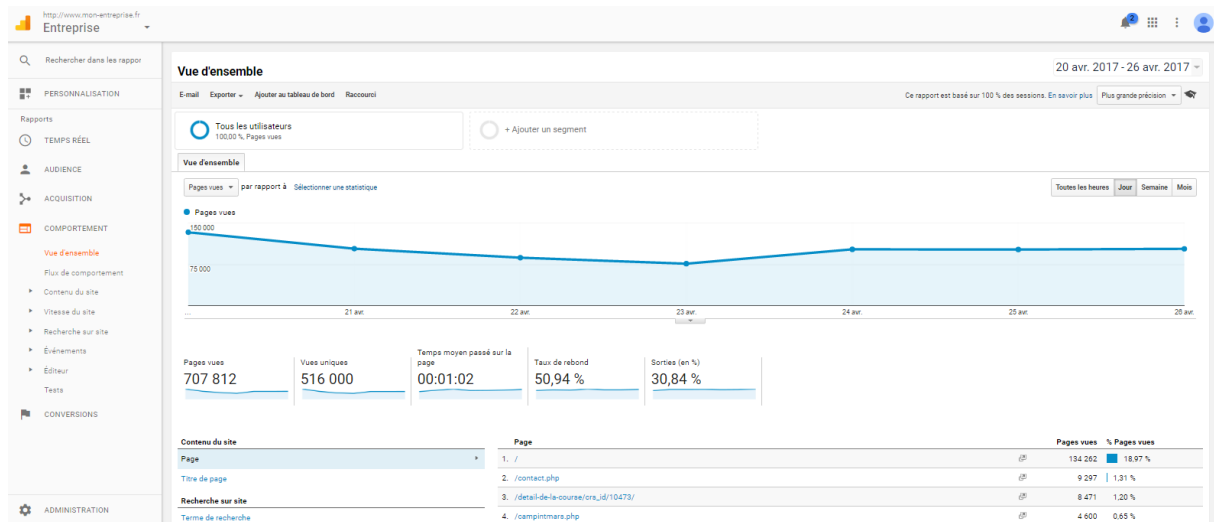 http://www.mon-entreprise.fr
Entreprise
2
Rechercher dans les rappor
PERSONNALISATION
Rapports
TEMPS RÉEL
AUDIENCE
ACQUISITION
COMPORTEMENT
Vue d'ensemble
Flux de comportement
Contenu du site
Vitesse du site
Recherche sur site
Événements
Éditeur
Tests
CONVERSIONS
ADMINISTRATION
Vue d'ensemble
20 avr. 2017 - 26 avr. 2017
E-mail Exporter Ajouter au tableau de bord Raccourci
Ce rapport est basé sur 100 % des sessions. En savoir plus Plus grande précision
Tous les utilisateurs
100,00 %, Pages vues
+ Ajouter un segment
Vue d'ensemble
Pages vues par rapport à Sélectionner une statistique
Toutes les heures Jour Semaine Mois
Pages vues
150 000
75 000
... 21 avr. 22 avr. 23 avr. 24 avr. 25 avr. 26 avr.
Pages vues
707 812
Vues uniques
516 000
Temps moyen passé sur la
page
00:01:02
Taux de rebond
50,94 %
Sorties (en %)
30,84 %
Contenu du site
Page
Titre de page
Recherche sur site
Terme de recherche
Page Pages vues % Pages vues
1. / 134 262 18,97 %
2. /contact.php 9 297 1,31 %
3. /detail-de-la-course/crs_id/10473/ 8 471 1,20 %
4. /campintmars.php 4 600 0,65 %